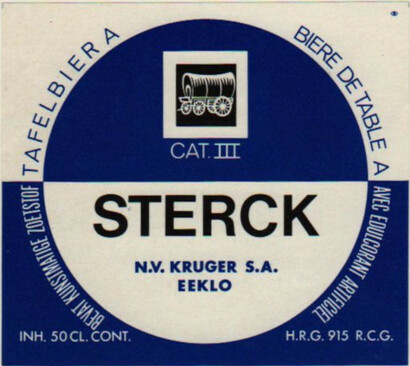 TAFELBIER A
BIERE DE TABLE A
CAT. III
STERCK
N.V. KRUGER S.A.
EEKLO
BEVAT KUNSTMATIGE ZOETSTOF
AVEC EDULCORANT ARTIFICIEL
INH. 50 CL. CONT.
H.R.G. 915 R.C.G.